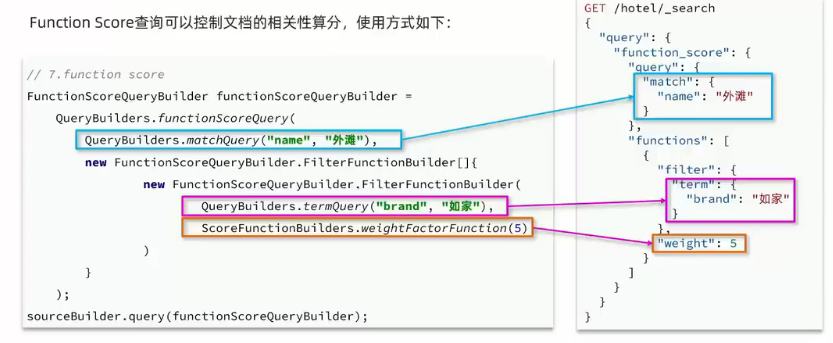 Function Score查询可以控制文档的相关性算分，使用方式如下：
// 7.function score
FunctionScoreQueryBuilder functionScoreQueryBuilder =
QueryBuilders.functionScoreQuery(
QueryBuilders.matchQuery("name", "外滩"),
new FunctionScoreQueryBuilder.FilterFunctionBuilder[]{
new FunctionScoreQueryBuilder.FilterFunctionBuilder(
QueryBuilders.termQuery("brand", "如家"),
ScoreFunctionBuilders.weightFactorFunction(5)
)
}
);
sourceBuilder.query(functionScoreQueryBuilder);
GET /hotel/_search
{
"query": {
"function_score": {
"query": {
"match": {
"name": "外滩"
}
},
"functions": [
{
"filter": {
"term": {
"brand": "如家"
}
},
"weight": 5
}
]
}
}
}